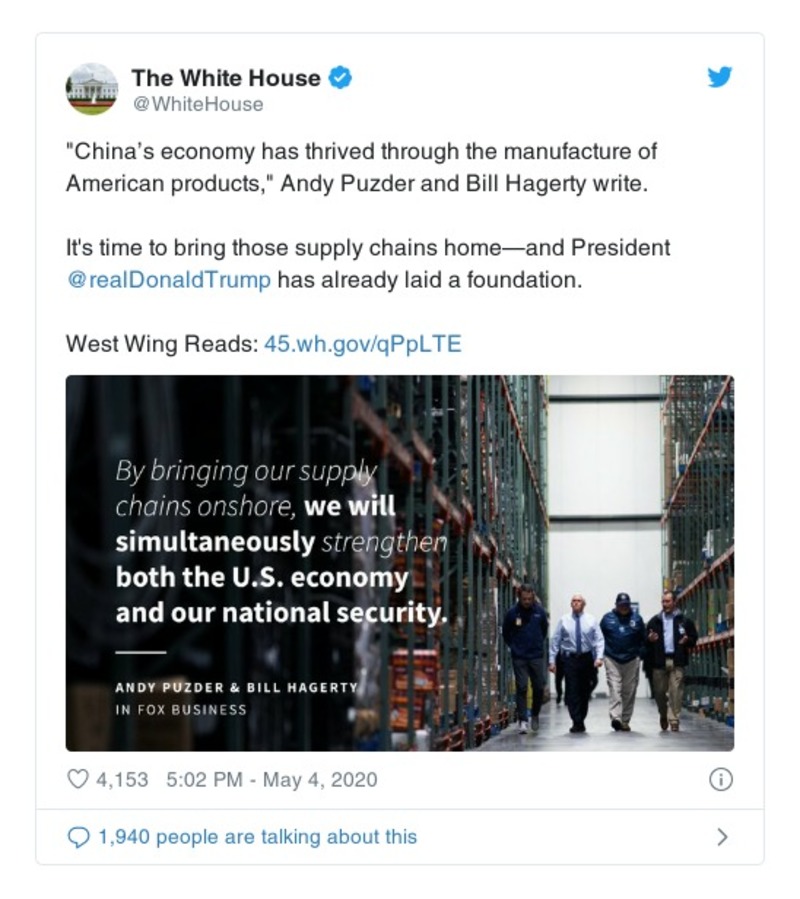 The White House
@WhiteHouse
"China’s economy has thrived through the manufacture of
American products," Andy Puzder and Bill Hagerty write.
It's time to bring those supply chains home—and President
@realDonaldTrump has already laid a foundation.
West Wing Reads: 45.wh.gov/qPpLTE
By bringing our supply
chains onshore, we will
simultaneously strengthen
both the U.S. economy
and our national security.
ANDY PUZDER & BILL HAGERTY
IN FOX BUSINESS
4,153 5:02 PM - May 4, 2020
1,940 people are talking about this